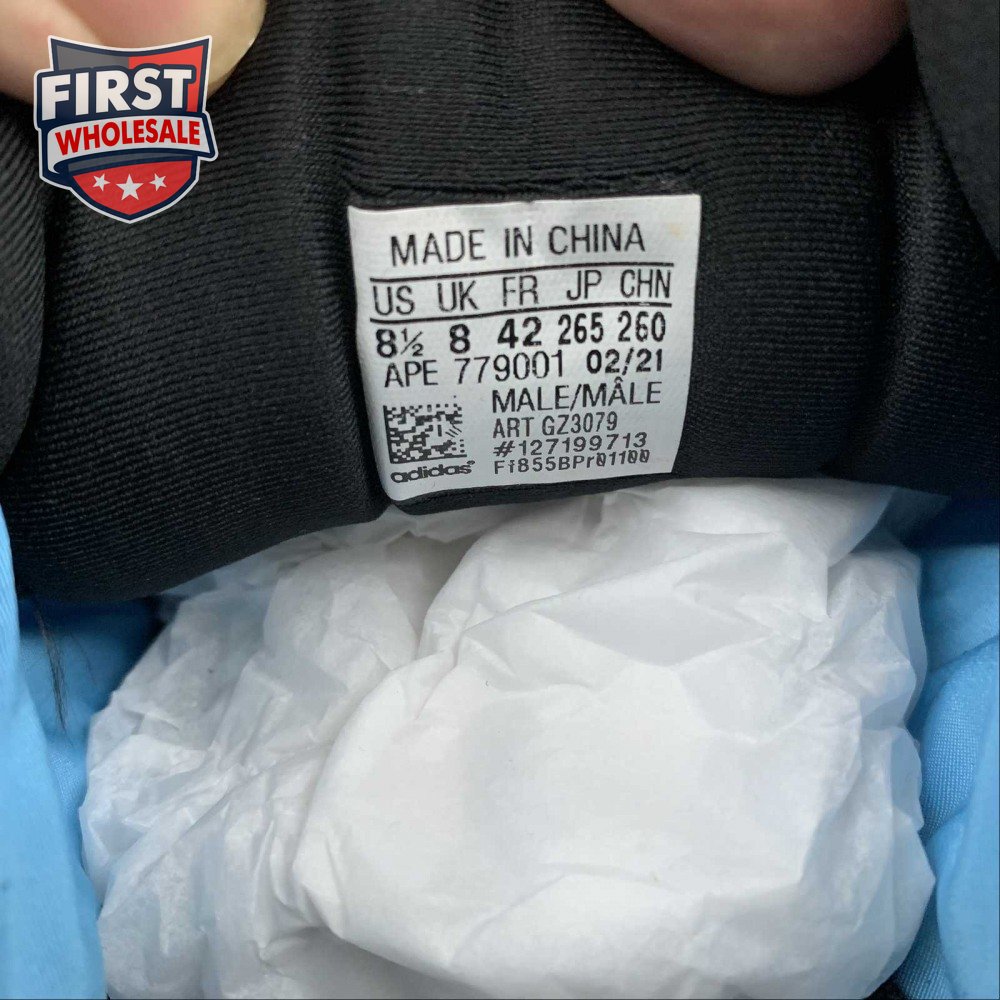 FIRST
WHOLESALE
MADE IN CHINA
US UK FR JP CHN
8½ 8 42 265 260
APE 779001 02/21
MALE/MÂLE
ART GZ3079
#127199713
Ff855BPr01100
adidas